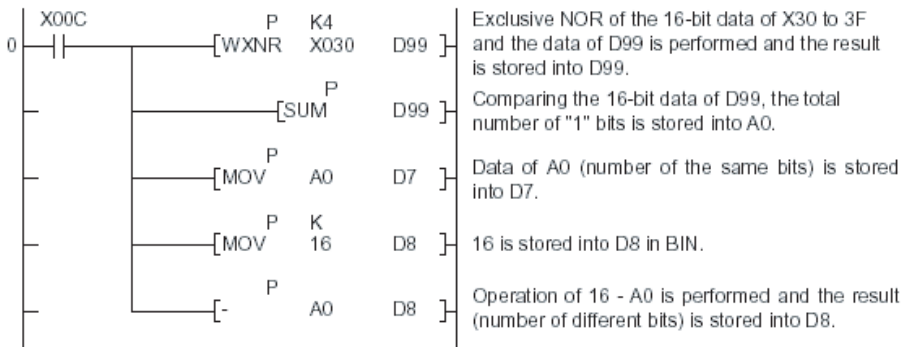 X00C
P K4
0 [WXNR X030 D99 ]
Exclusive NOR of the 16-bit data of X30 to 3F
and the data of D99 is performed and the result
is stored into D99.
P
[SUM D99 ]
Comparing the 16-bit data of D99, the total
number of "1" bits is stored into A0.
P
[MOV A0 D7 ]
Data of A0 (number of the same bits) is stored
into D7.
P K
[MOV 16 D8 ]
16 is stored into D8 in BIN.
P
[- A0 D8 ]
Operation of 16 - A0 is performed and the result
(number of different bits) is stored into D8.